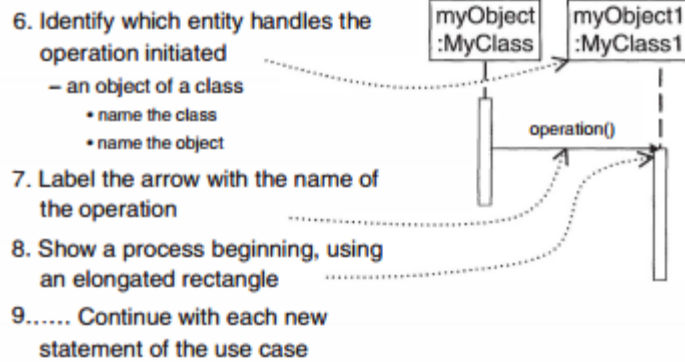 6. Identify which entity handles the
operation initiated
– an object of a class
• name the class
• name the object
7. Label the arrow with the name of
the operation
8. Show a process beginning, using
an elongated rectangle
9...... Continue with each new
statement of the use case
myObject
:MyClass
myObject1
:MyClass1
operation()